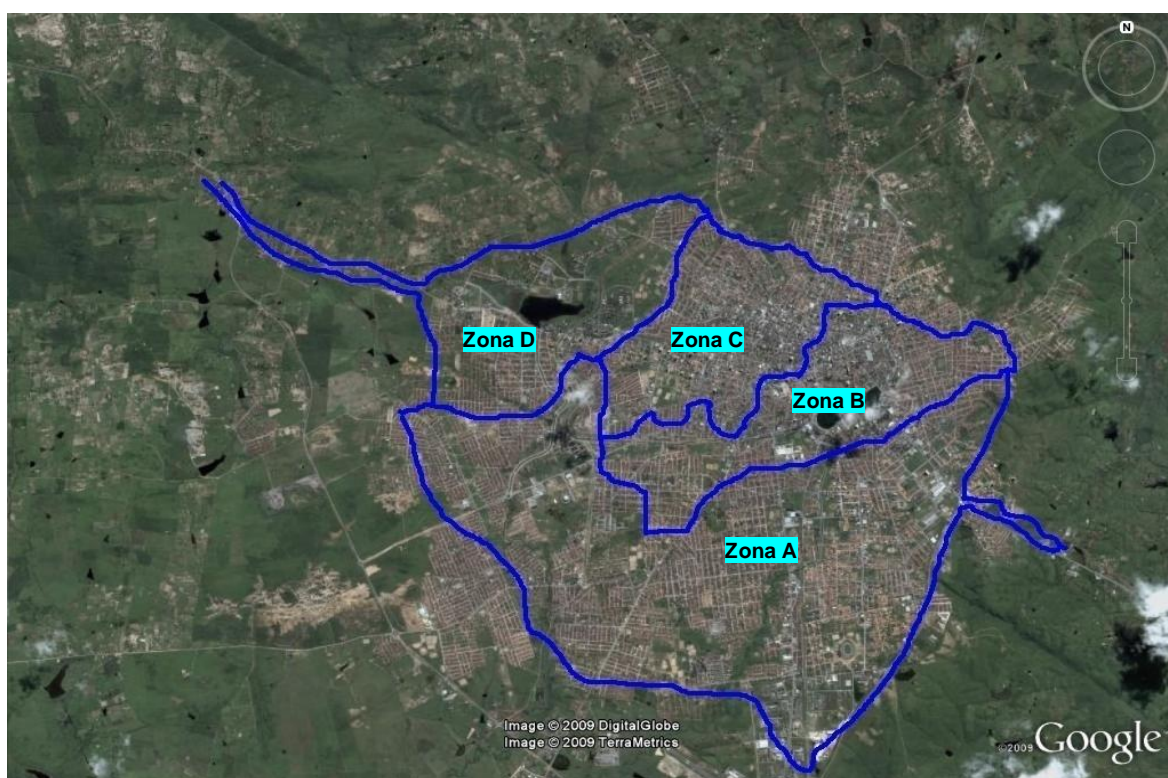 N
Zona D
Zona C
Zona B
Zona A
Image © 2009 DigitalGlobe
Image © 2009 TerraMetrics
©2009 Google